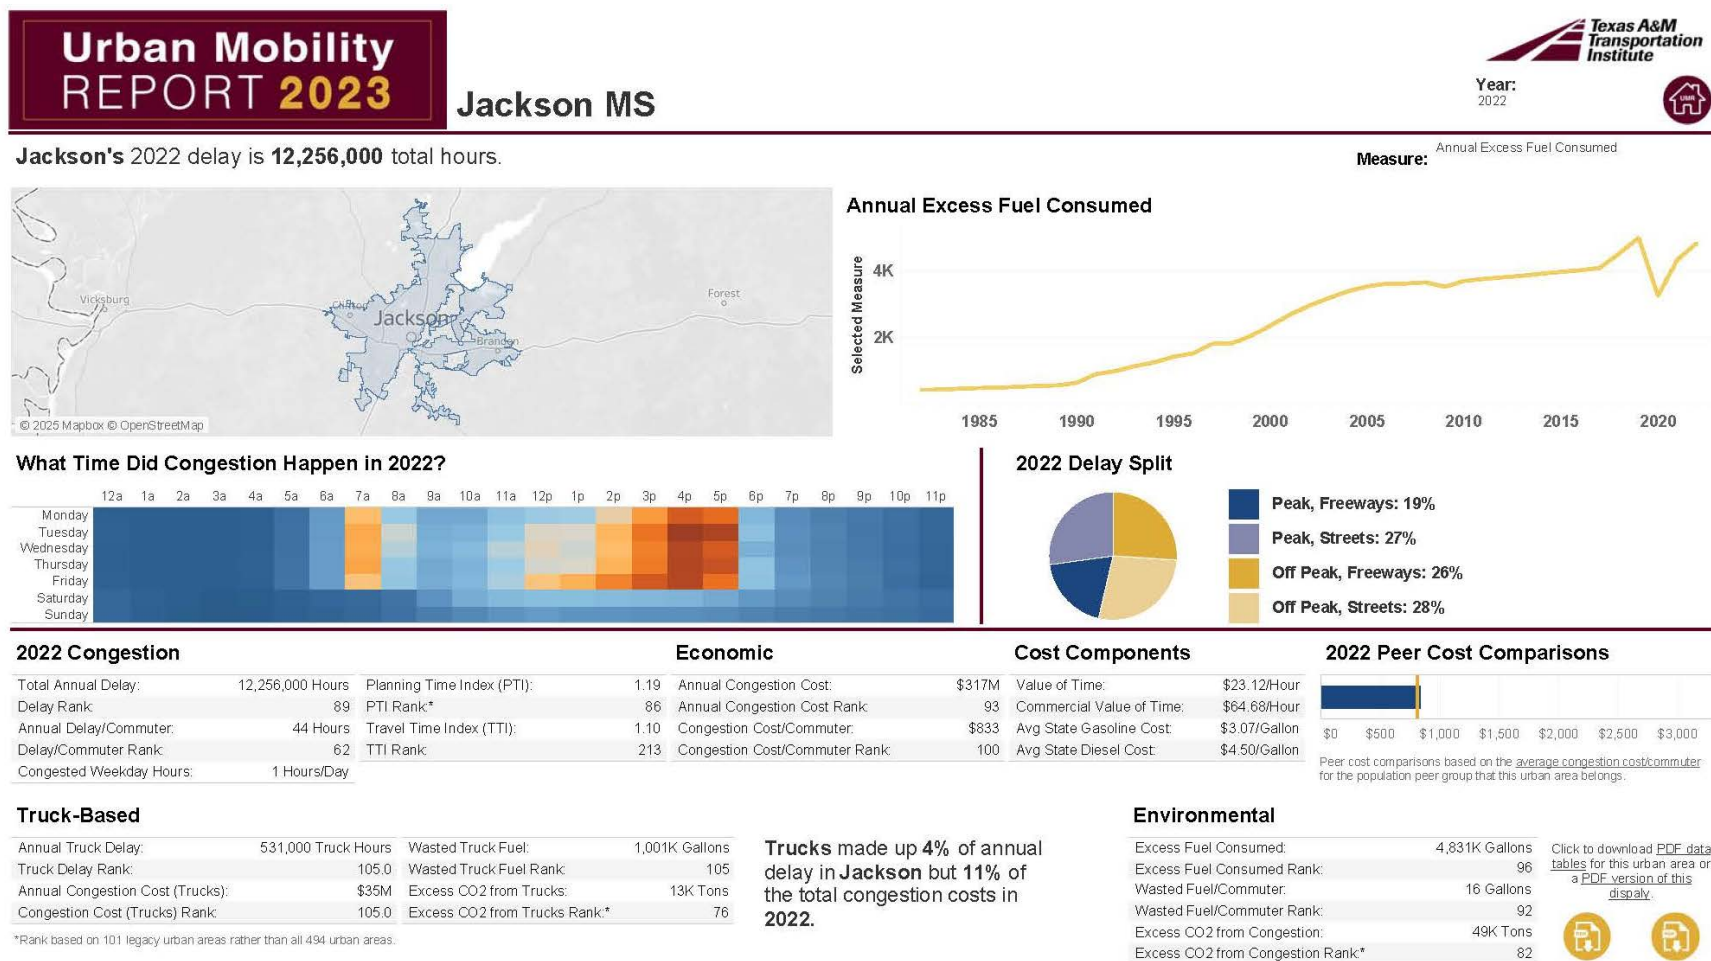 Urban Mobility
REPORT 2023
Jackson MS
Texas A&M
Transportation
Institute
Year:
2022
UMR
Jackson's 2022 delay is 12,256,000 total hours.
Measure: Annual Excess Fuel Consumed
Vicksburg
Clinton
Jackson
Brandon
Forest
© 2025 Mapbox © OpenStreetMap
Annual Excess Fuel Consumed
Selected Measure
4K
2K
1985 1990 1995 2000 2005 2010 2015 2020
What Time Did Congestion Happen in 2022?
12a 1a 2a 3a 4a 5a 6a 7a 8a 9a 10a 11a 12p 1p 2p 3p 4p 5p 6p 7p 8p 9p 10p 11p
Monday
Tuesday
Wednesday
Thursday
Friday
Saturday
Sunday
2022 Delay Split
Peak, Freeways: 19%
Peak, Streets: 27%
Off Peak, Freeways: 26%
Off Peak, Streets: 28%
2022 Congestion
Total Annual Delay: 12,256,000 Hours
Delay Rank: 89
Annual Delay/Commuter: 44 Hours
Delay/Commuter Rank: 62
Congested Weekday Hours: 1 Hours/Day
Planning Time Index (PTI): 1.19
PTI Rank:* 86
Travel Time Index (TTI): 1.10
TTI Rank: 213
Economic
Annual Congestion Cost: $317M
Annual Congestion Cost Rank: 93
Congestion Cost/Commuter: $833
Congestion Cost/Commuter Rank: 100
Cost Components
Value of Time: $23.12/Hour
Commercial Value of Time: $64.68/Hour
Avg State Gasoline Cost: $3.07/Gallon
Avg State Diesel Cost: $4.50/Gallon
2022 Peer Cost Comparisons
$0 $500 $1,000 $1,500 $2,000 $2,500 $3,000
Peer cost comparisons based on the average congestion cost/commuter
for the population peer group that this urban area belongs.
Truck-Based
Annual Truck Delay: 531,000 Truck Hours
Truck Delay Rank: 105.0
Annual Congestion Cost (Trucks): $35M
Congestion Cost (Trucks) Rank: 105.0
Wasted Truck Fuel: 1,001K Gallons
Wasted Truck Fuel Rank: 105
Excess CO2 from Trucks: 13K Tons
Excess CO2 from Trucks Rank:* 76
*Rank based on 101 legacy urban areas rather than all 494 urban areas.
Trucks made up 4% of annual
delay in Jackson but 11% of
the total congestion costs in
2022.
Environmental
Excess Fuel Consumed: 4,831K Gallons
Excess Fuel Consumed Rank: 96
Wasted Fuel/Commuter: 16 Gallons
Wasted Fuel/Commuter Rank: 92
Excess CO2 from Congestion: 49K Tons
Excess CO2 from Congestion Rank:* 82
Click to download PDF data
tables for this urban area or
a PDF version of this
dispaly.